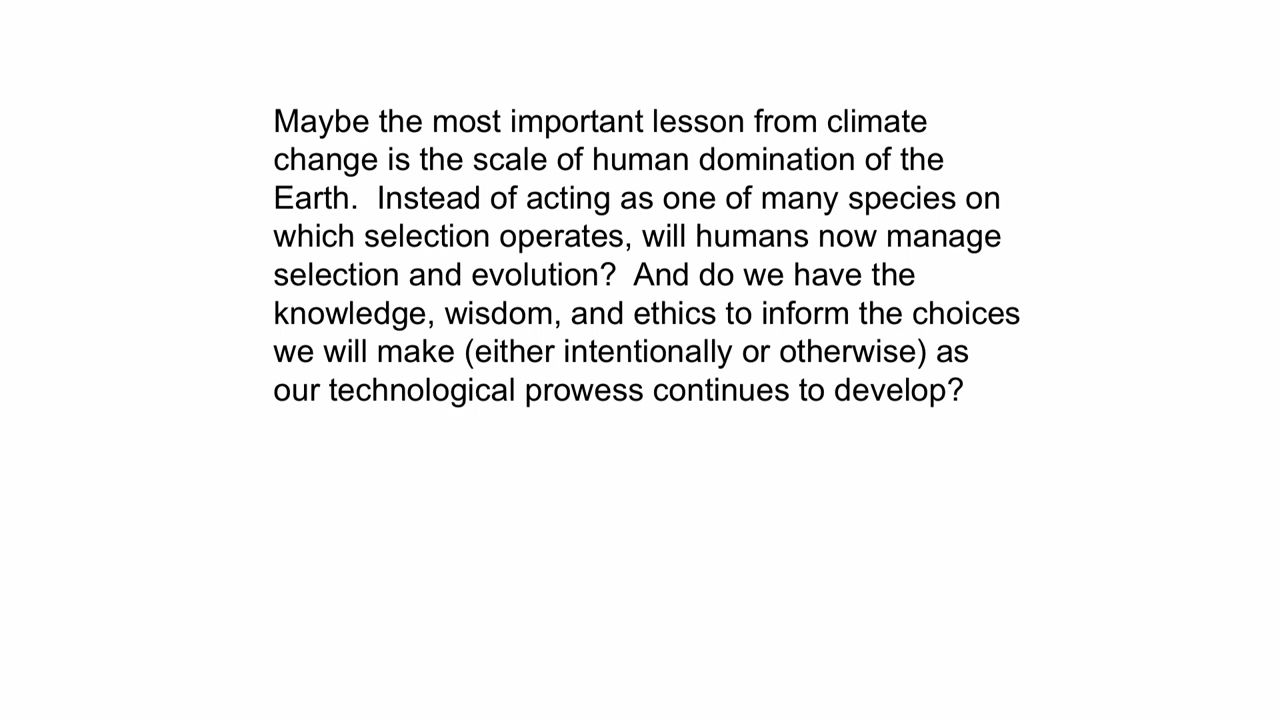 Maybe the most important lesson from climate
change is the scale of human domination of the
Earth.  Instead of acting as one of many species on
which selection operates, will humans now manage
selection and evolution?  And do we have the
knowledge, wisdom, and ethics to inform the choices
we will make (either intentionally or otherwise) as
our technological prowess continues to develop?